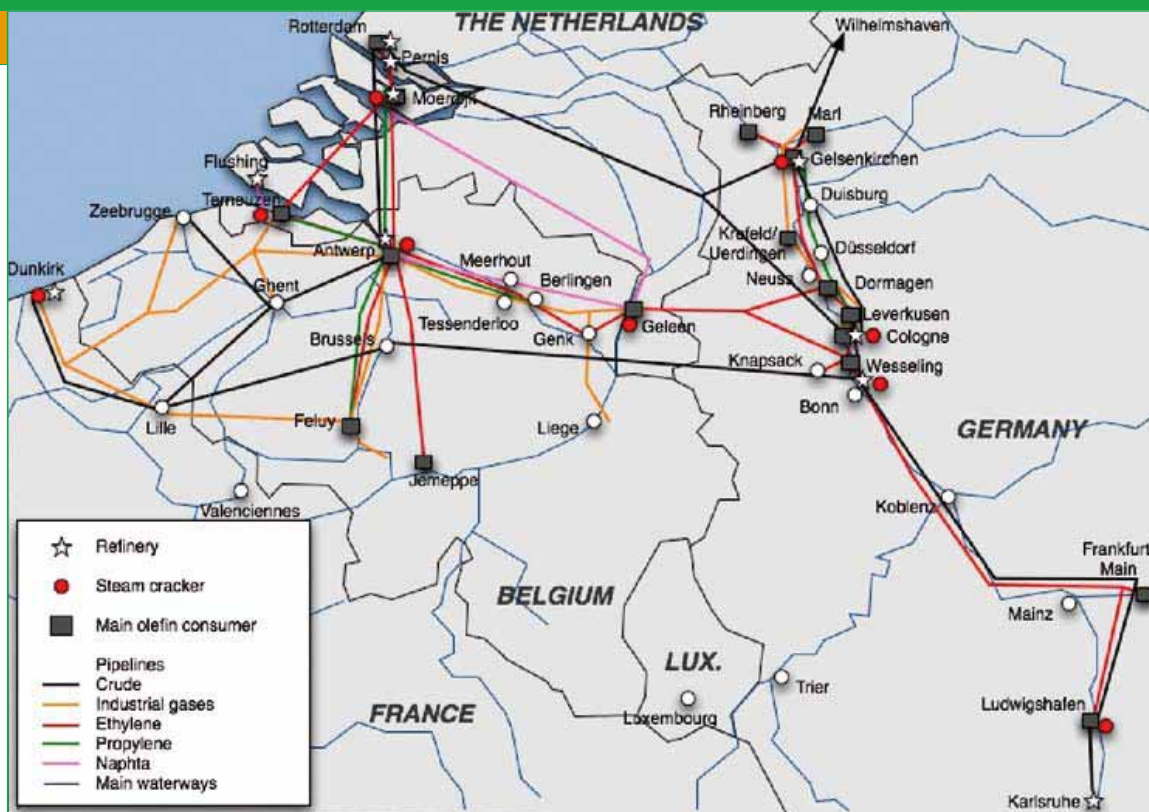 THE NETHERLANDS
Rotterdam
Wilhelmshaven
Pernis
Moerdijk
Rheinberg
Marl
Flushing
Gelsenkirchen
Terneuzen
Duisburg
Zeebrugge
Krefeld/
Uerdingen
Düsseldorf
Antwerp
Meerhout
Neuss
Dunkirk
Berlingen
Dormagen
Ghent
Tessenderloo
Leverkusen
Brussels
Genk
Geleen
Cologne
Knapsack
Wesseling
Bonn
Lille
Feluy
Liege
GERMANY
Jemeppe
Valenciennes
Koblenz
Frankfurt
Main
BELGIUM
Mainz
LUX.
Trier
FRANCE
Luxembourg
Ludwigshafen
Karlsruhe
Refinery
Steam cracker
Main olefin consumer
Pipelines
Crude
Industrial gases
Ethylene
Propylene
Naphta
Main waterways